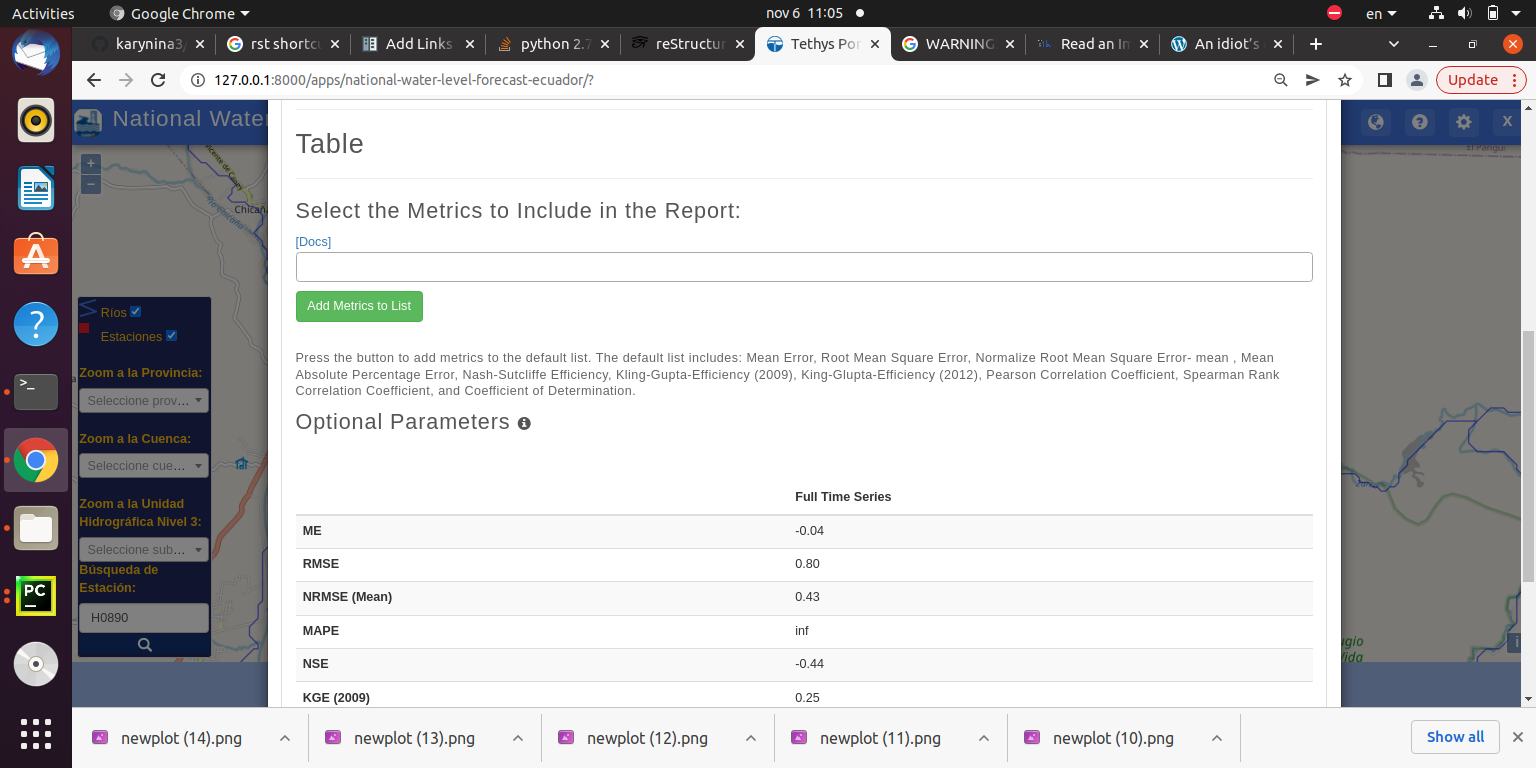 Activities
Google Chrome
nov 6 11:05
en
karynina3/
rst shortcu
Add Links
python 2.7
reStructur
Tethys Por
WARNING
Read an Im
An idiot's
127.0.0.1:8000/apps/national-water-level-forecast-ecuador/?
Update
National Water
X
Table
Select the Metrics to Include in the Report:
[Docs]
Add Metrics to List
Press the button to add metrics to the default list. The default list includes: Mean Error, Root Mean Square Error, Normalize Root Mean Square Error- mean , Mean
Absolute Percentage Error, Nash-Sutcliffe Efficiency, Kling-Gupta-Efficiency (2009), King-Glupta-Efficiency (2012), Pearson Correlation Coefficient, Spearman Rank
Correlation Coefficient, and Coefficient of Determination.
Optional Parameters
Full Time Series
ME -0.04
RMSE 0.80
NRMSE (Mean) 0.43
MAPE inf
NSE -0.44
KGE (2009) 0.25
+
−
Chicañ
El Pangui
Ríos
Estaciones
Zoom a la Provincia:
Seleccione prov...
Zoom a la Cuenca:
Seleccione cue...
Zoom a la Unidad
Hidrográfica Nivel 3:
Seleccione sub...
Búsqueda de
Estación:
H0890
ugio
Vida
i
PC
newplot (14).png
newplot (13).png
newplot (12).png
newplot (11).png
newplot (10).png
Show all